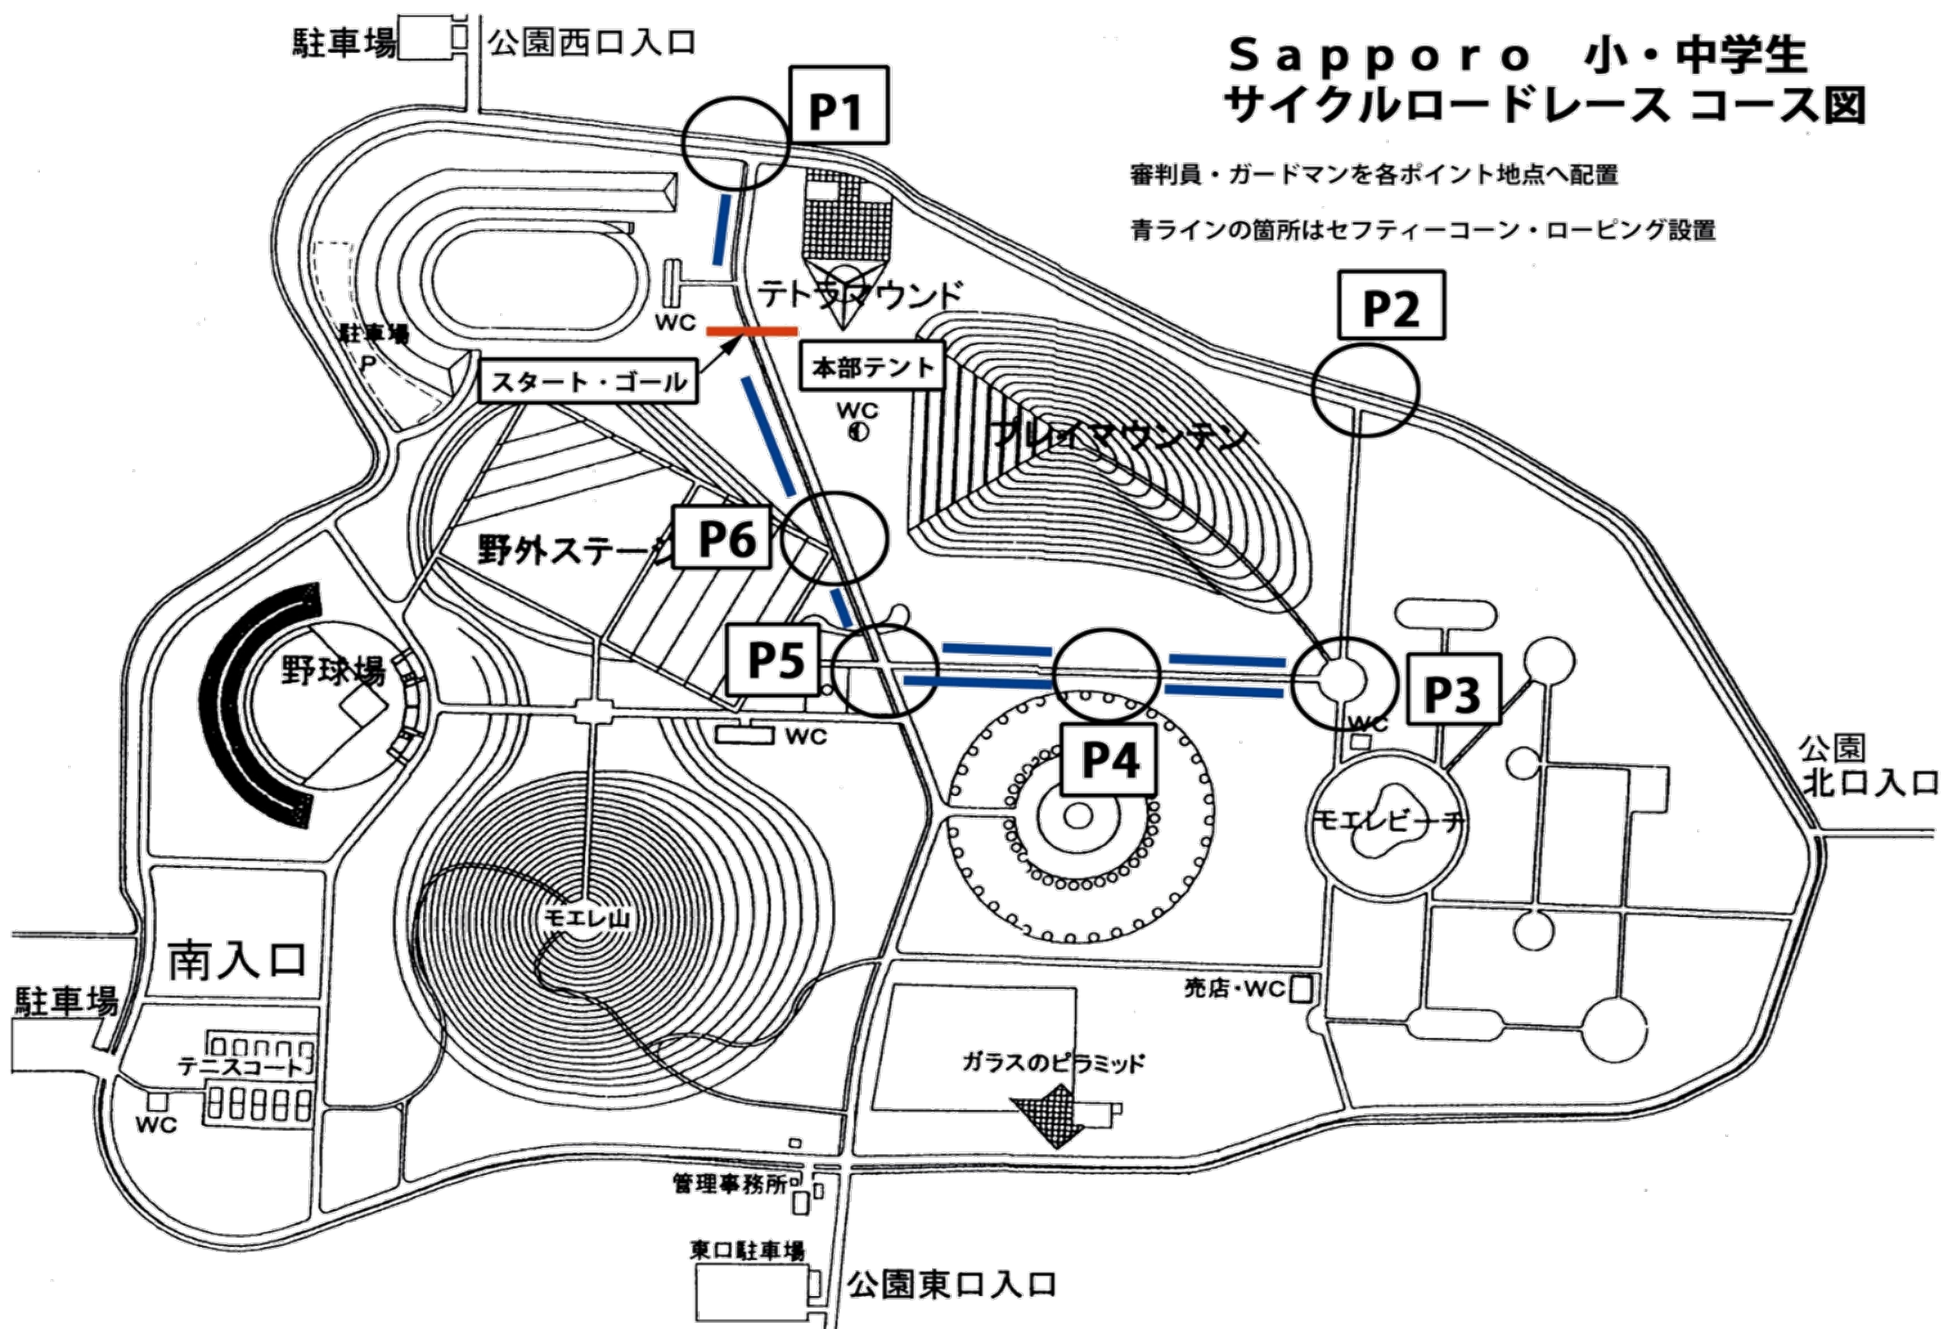 駐車場
公園西口入口
Sapporo 小・中学生
サイクルロードレース コース図
審判員・ガードマンを各ポイント地点へ配置
青ラインの箇所はセフティーコーン・ローピング設置
P1
P2
テトラマウンド
WC
駐車場
P
スタート・ゴール
本部テント
WC
プレイマウンテン
P6
野外ステージ
P5
野球場
P3
WC
WC
P4
公園
北口入口
モエレビーチ
モエレ山
南入口
駐車場
売店・WC
テニスコート
ガラスのピラミッド
WC
管理事務所
東口駐車場
公園東口入口